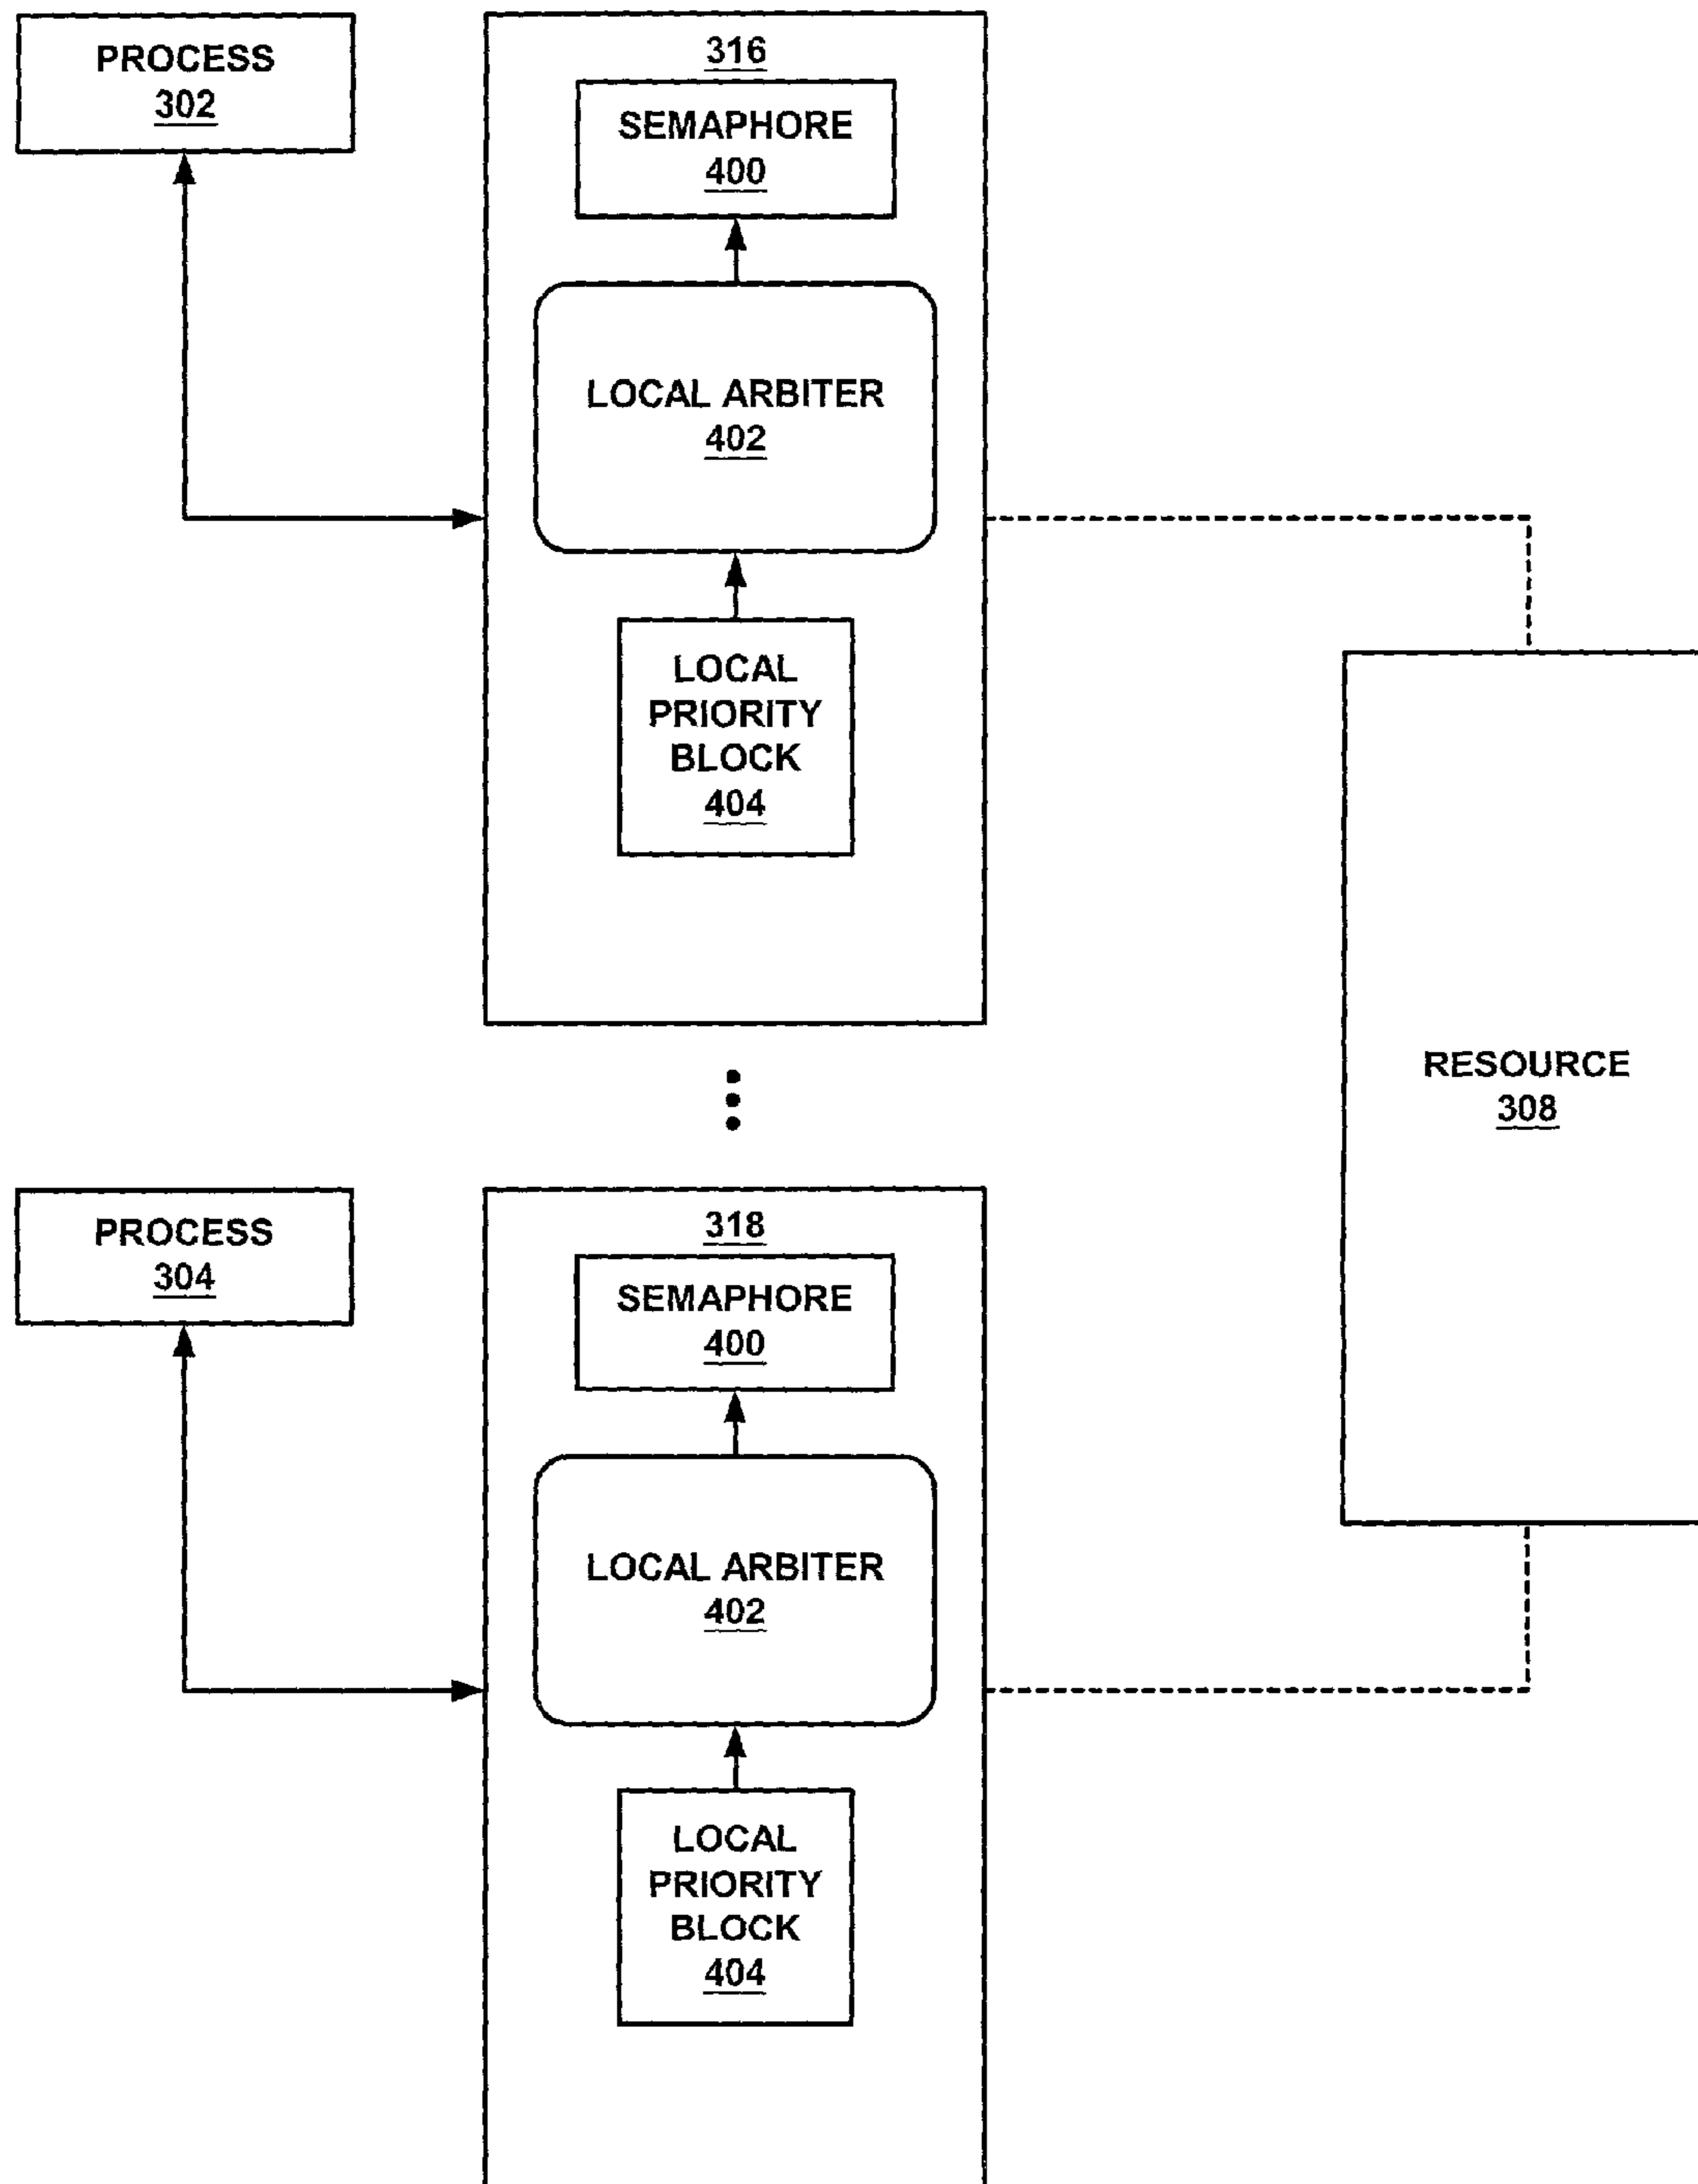 PROCESS
302
316
SEMAPHORE
400
LOCAL ARBITER
402
LOCAL
PRIORITY
BLOCK
404
RESOURCE
308
PROCESS
304
318
SEMAPHORE
400
LOCAL ARBITER
402
LOCAL
PRIORITY
BLOCK
404